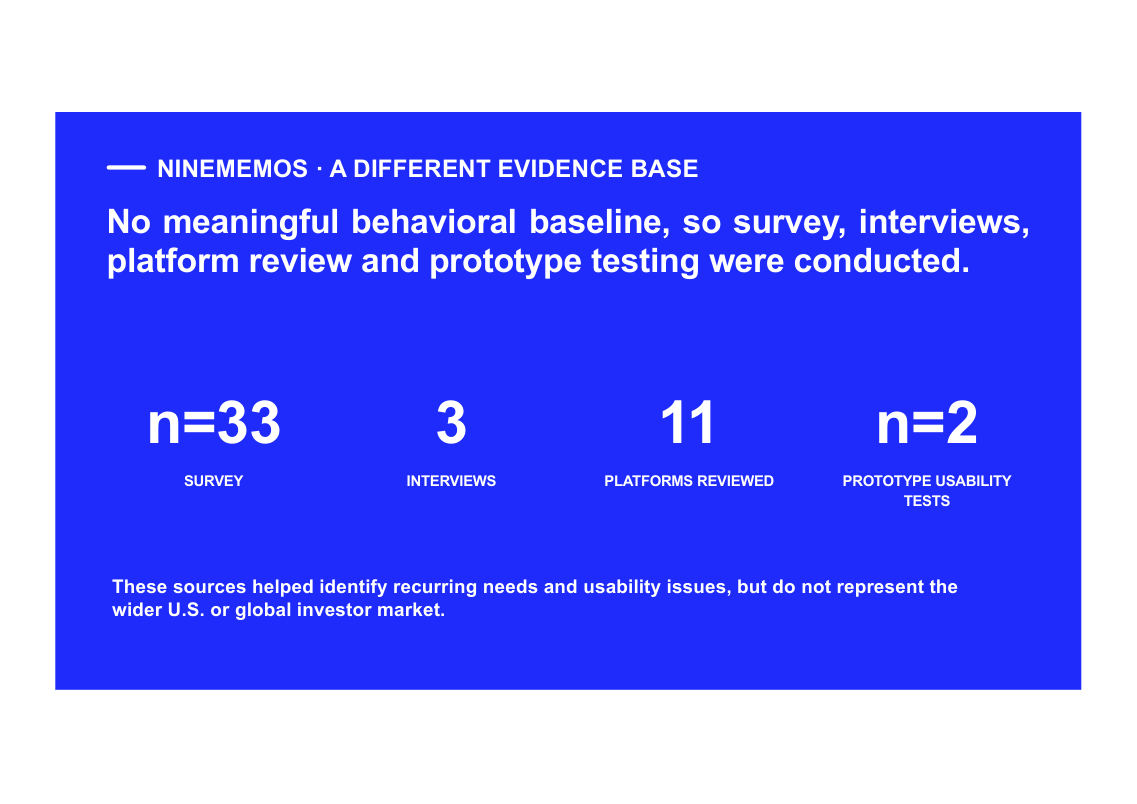 NINEMEMOS · A DIFFERENT EVIDENCE BASE
No meaningful behavioral baseline, so survey, interviews,
platform review and prototype testing were conducted.
n=33
3
11
n=2
SURVEY
INTERVIEWS
PLATFORMS REVIEWED
PROTOTYPE USABILITY
TESTS
These sources helped identify recurring needs and usability issues, but do not represent the
wider U.S. or global investor market.